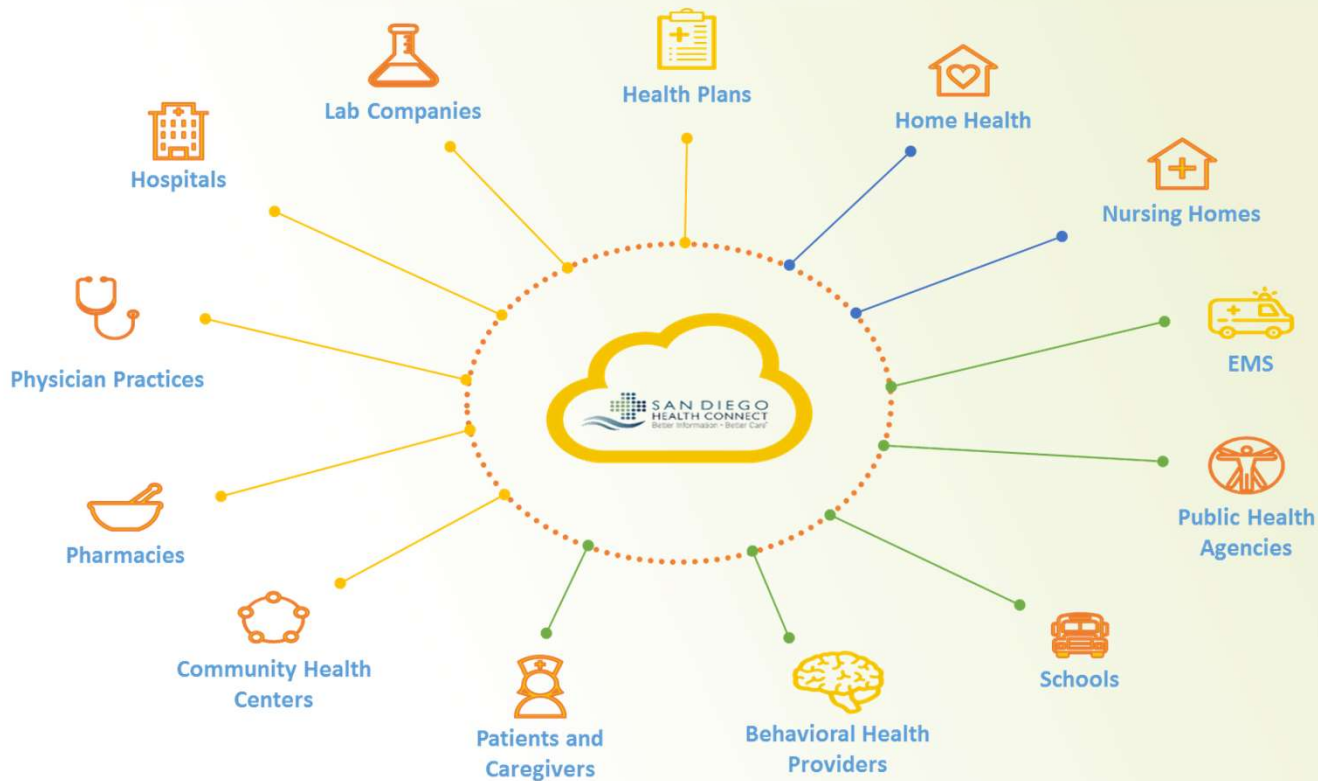 Health Plans
Lab Companies
Home Health
Hospitals
Nursing Homes
EMS
Physician Practices
SAN DIEGO
HEALTH CONNECT
Better Information • Better Care®
Public Health
Agencies
Pharmacies
Community Health
Centers
Schools
Patients and
Caregivers
Behavioral Health
Providers